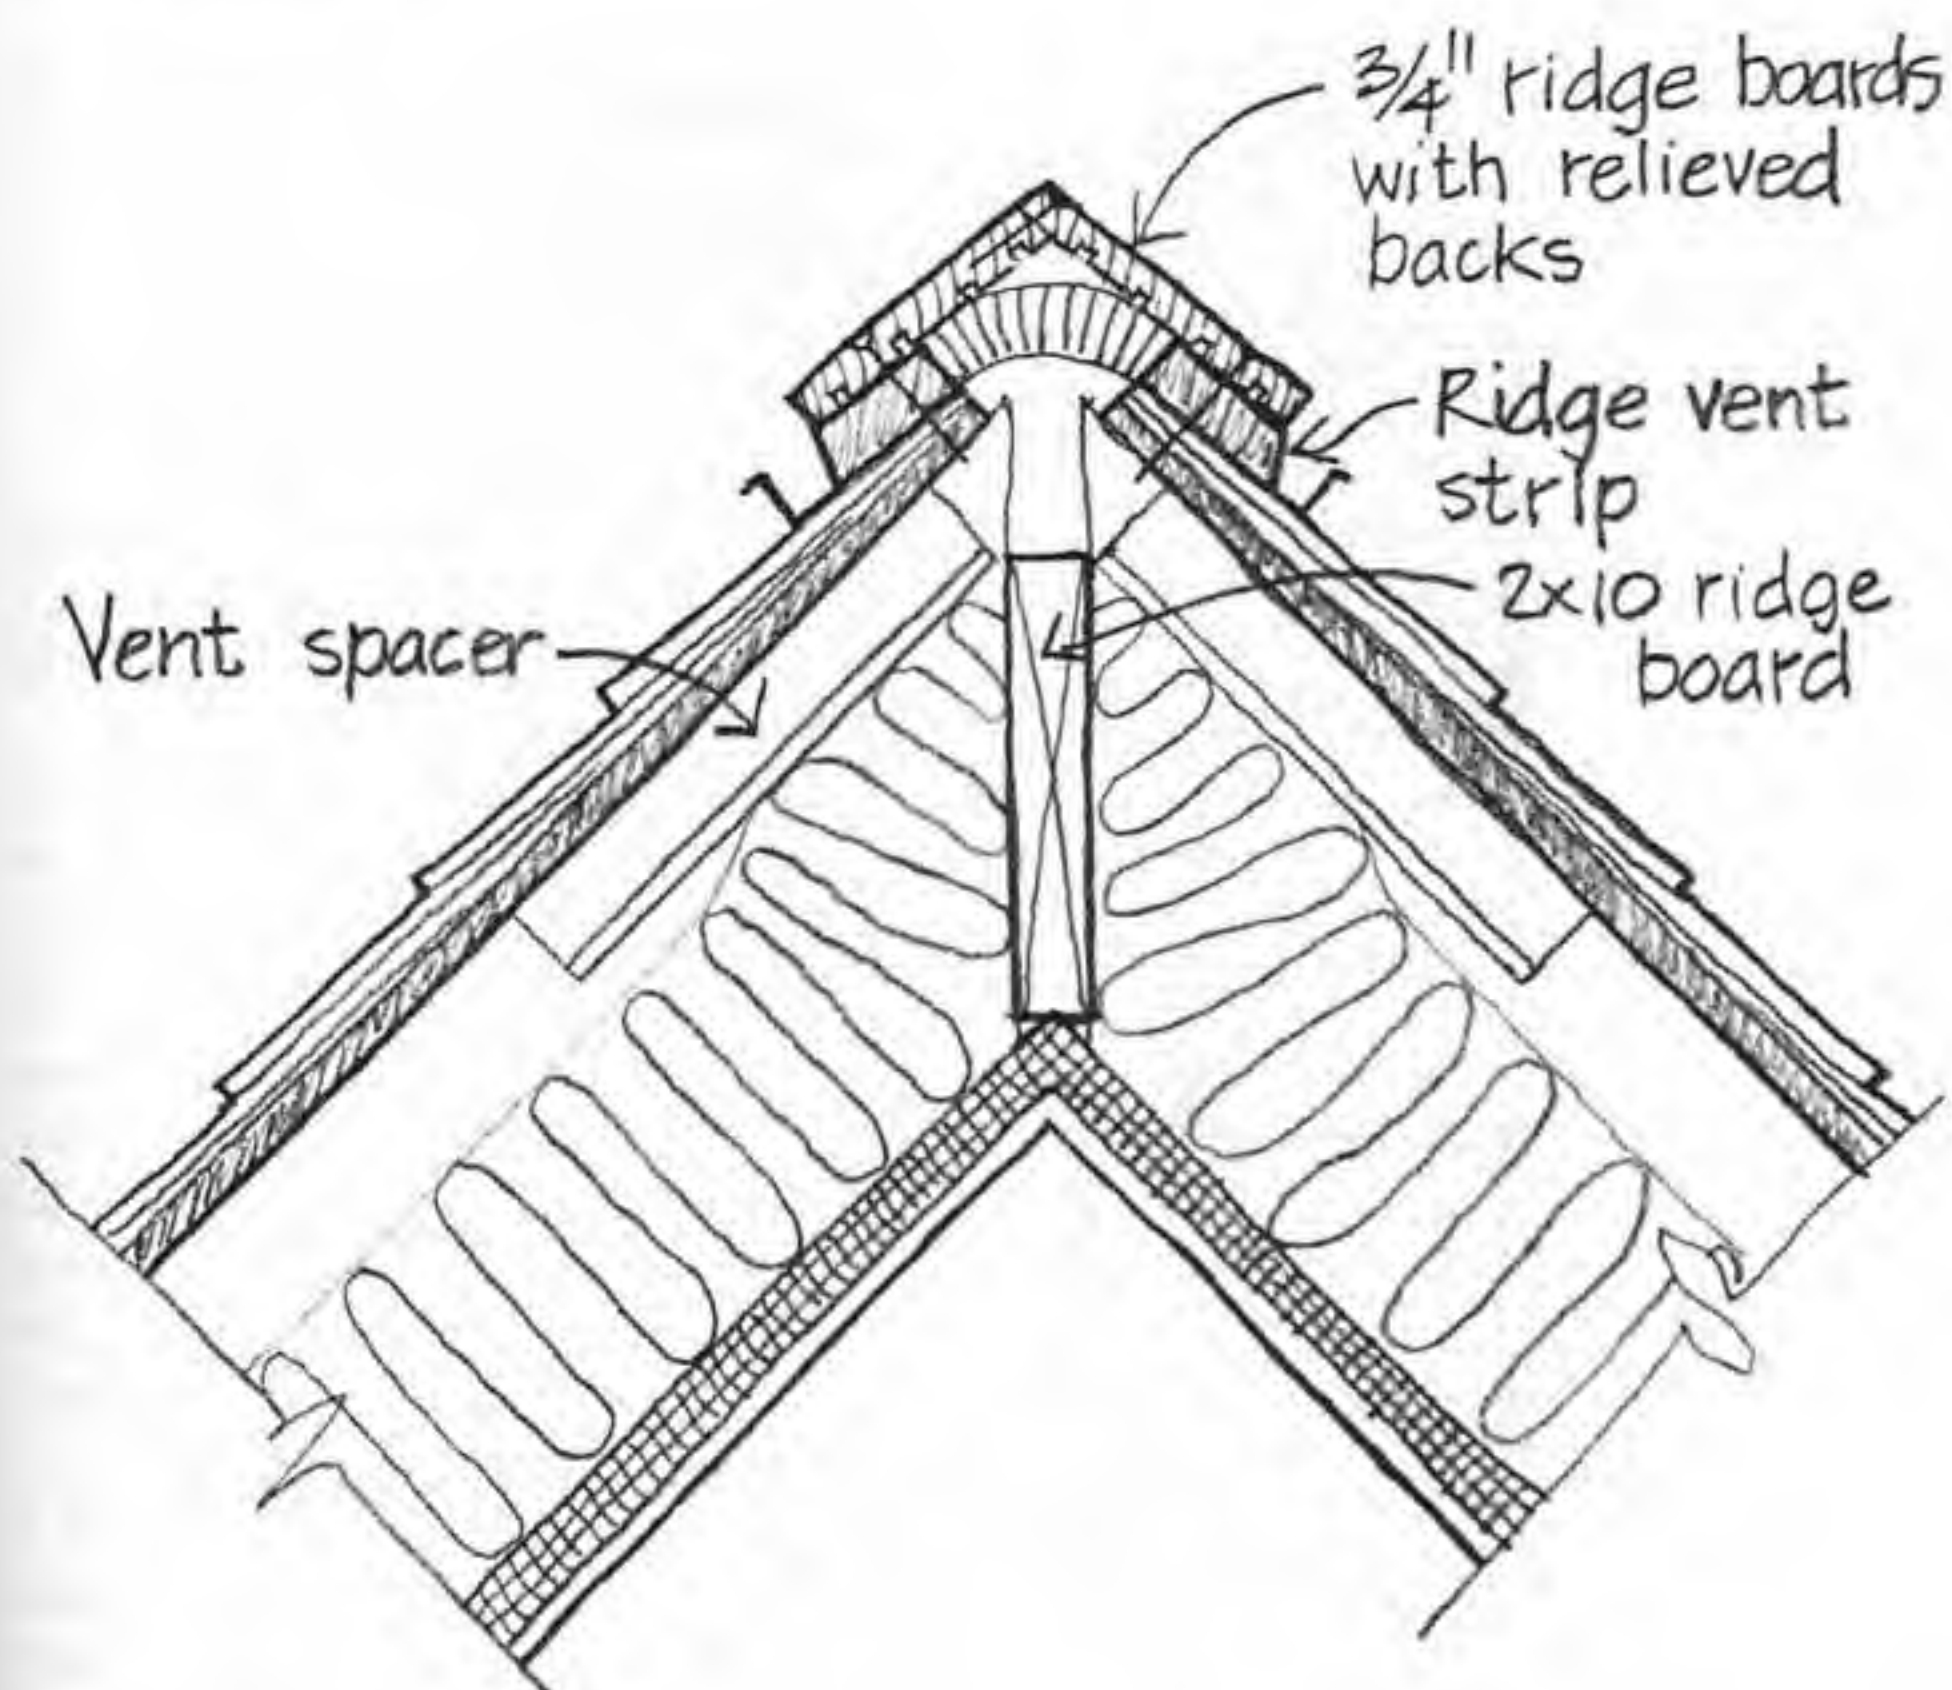 3/4" ridge boards
with relieved
backs
Ridge vent
strip
2x10 ridge
board
Vent spacer